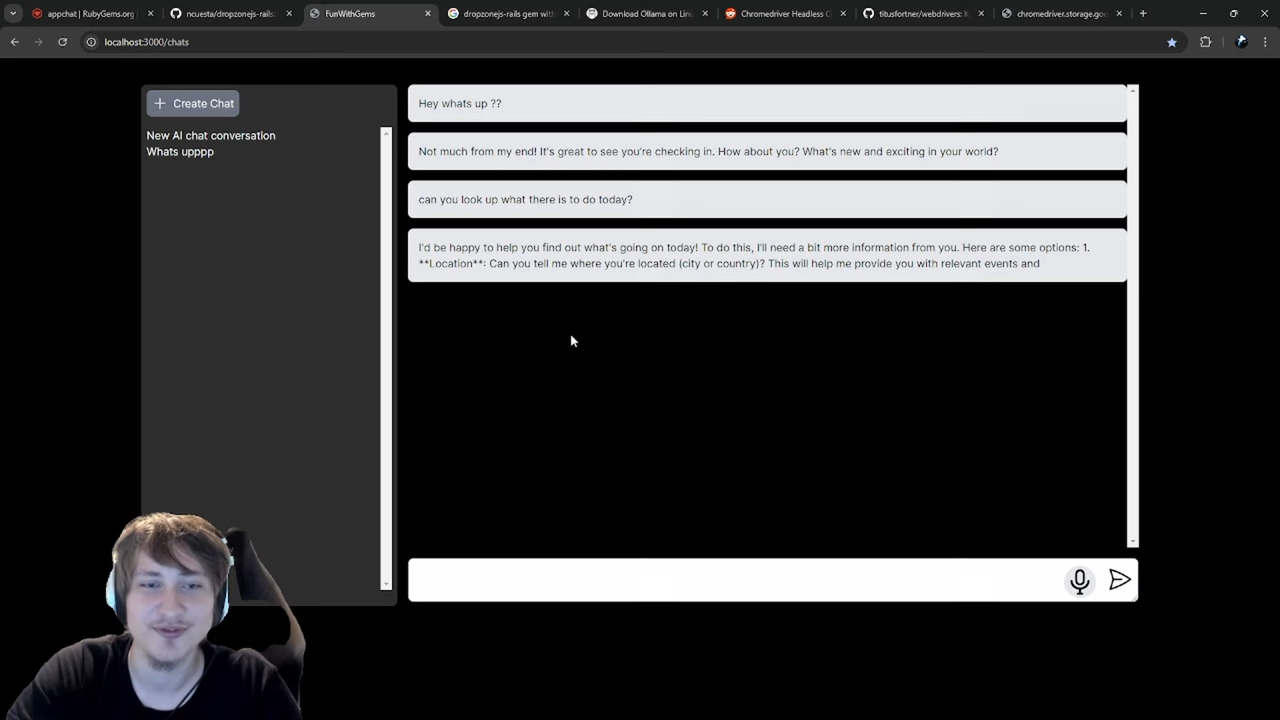 appchat | RubyGems.org
ncuesta/dropzonejs-rails:
FunWithGems
dropzonejs-rails gem with
Download Ollama on Linu
Chromedriver Headless C
titusfortner/webdrivers: K
chromedriver.storage.goo
localhost:3000/chats
Create Chat
New AI chat conversation
Whats upppp
Hey whats up ??
Not much from my end! It's great to see you're checking in. How about you? What's new and exciting in your world?
can you look up what there is to do today?
I'd be happy to help you find out what's going on today! To do this, I'll need a bit more information from you. Here are some options: 1.
**Location**: Can you tell me where you're located (city or country)? This will help me provide you with relevant events and